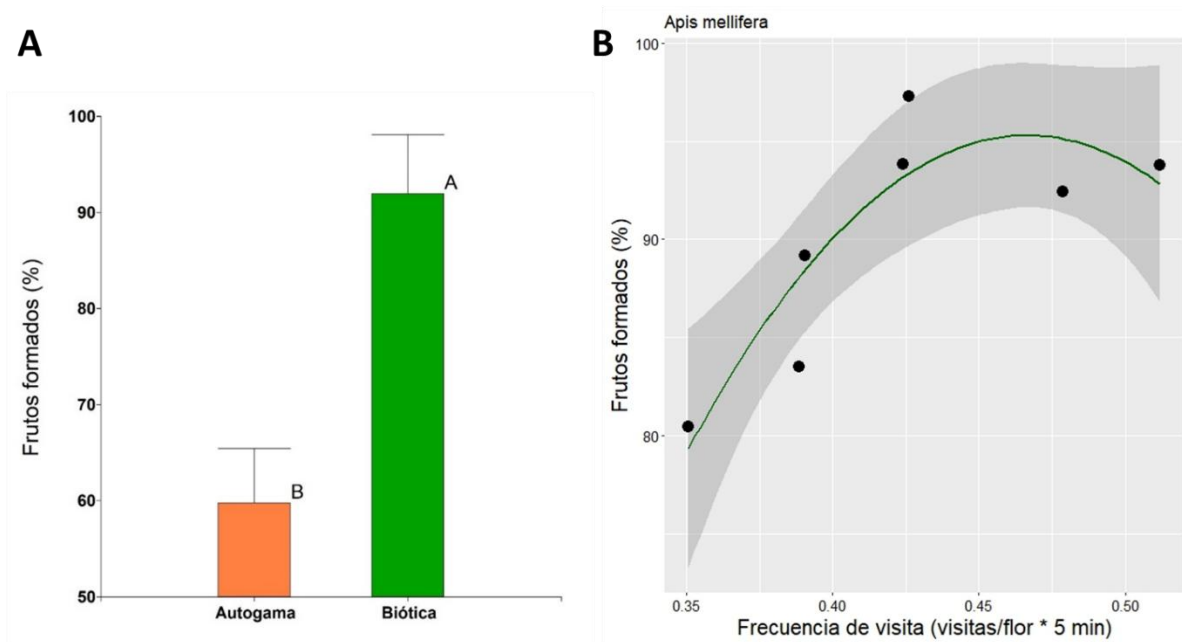 A
Frutos formados (%)
100
90
80
70
60
50
B
A
Autogama
Biótica
B
Apis mellifera
Frutos formados (%)
100
90
80
0.35
0.40
0.45
0.50
Frecuencia de visita (visitas/flor * 5 min)